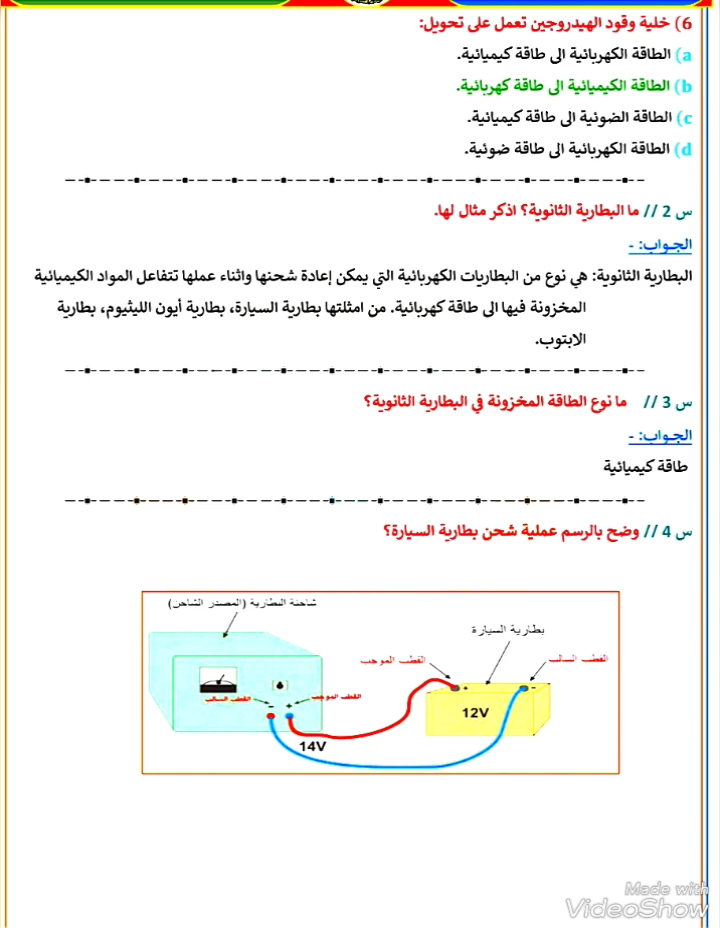 6) خلية وقود الهيدروجين تعمل على تحويل:
a) الطاقة الكهربائية الى طاقة كيميائية.
b) الطاقة الكيميائية الى طاقة كهربائية.
c) الطاقة الضوئية الى طاقة كيميائية.
d) الطاقة الكهربائية الى طاقة ضوئية.
س 2 // ما البطارية الثانوية؟ اذكر مثال لها.
الجواب: -
البطارية الثانوية: هي نوع من البطاريات الكهربائية التي يمكن إعادة شحنها واثناء عملها تتفاعل المواد الكيميائية
المخزونة فيها الى طاقة كهربائية. من امثلتها بطارية السيارة، بطارية أيون الليثيوم، بطارية
الابتوب.
س 3 // ما نوع الطاقة المخزونة في البطارية الثانوية؟
الجواب: -
طاقة كيميائية
س 4 // وضح بالرسم عملية شحن بطارية السيارة؟
شاحنة البطارية (المصدر الشاحن)
بطارية السيارة
القطب الموجب
القطب السالب
+
-
12V
القطب السالب
القطب الموجب
- +
14V
Made with
VideoShow